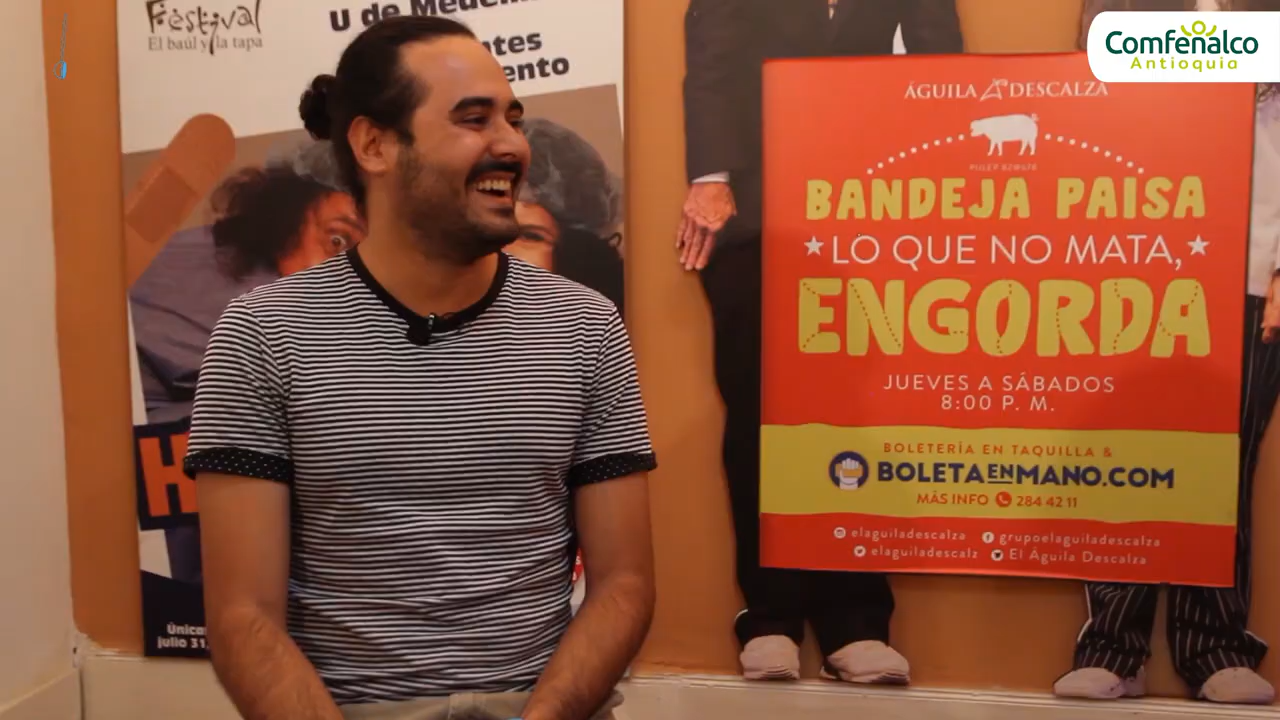 Festival
El baúl y la tapa
U de
ntes
ento
H
Única
julio 31,
Comfenalco
Antioquia
ÁGUILA DESCALZA
BANDEJA PAISA
LO QUE NO MATA,
ENGORDA
JUEVES A SÁBADOS
8:00 P. M.
BOLETERÍA EN TAQUILLA &
BOLETAENMANO.COM
MÁS INFO 284 42 11
elaguiladescalza grupoelaguiladescalza
elaguiladescalz El Águila Descalza